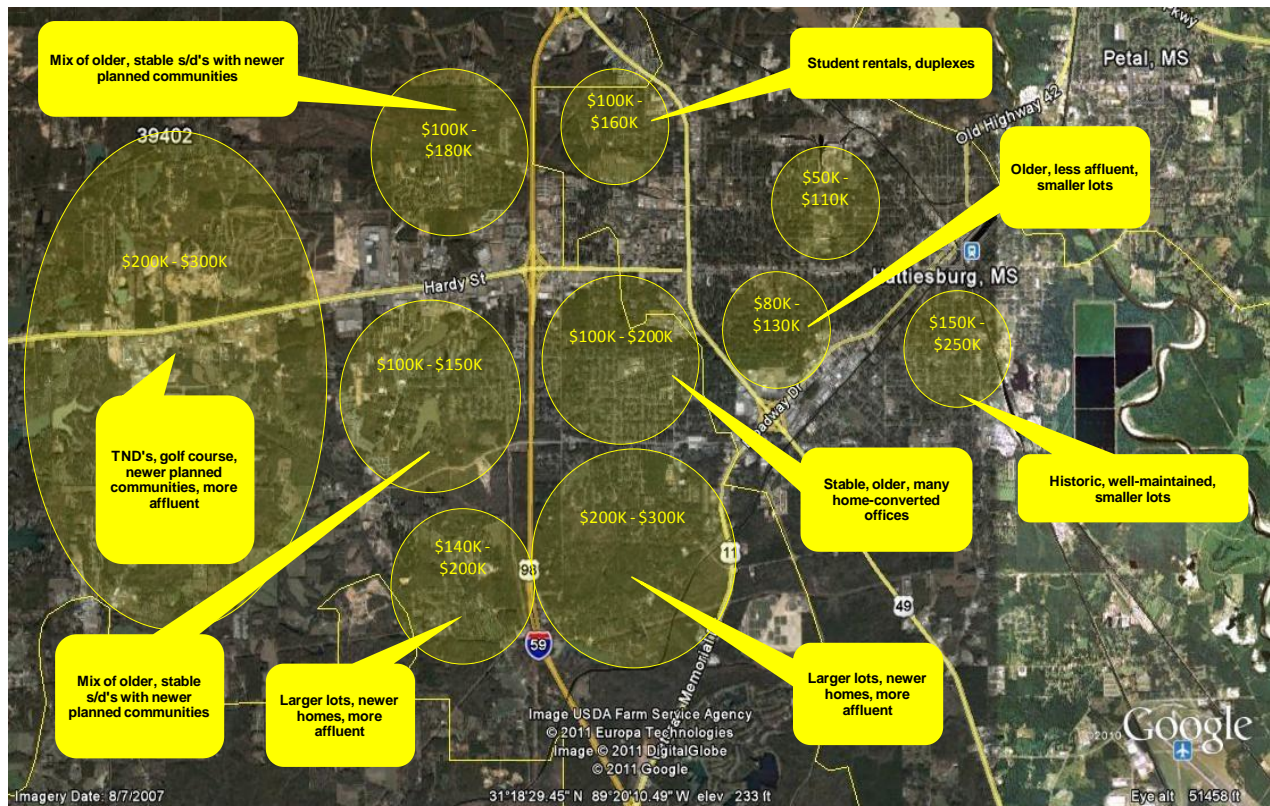 Mix of older, stable s/d's with newer
planned communities
Student rentals, duplexes
Petal, MS
Old Highway 42
39402
$100K -
$180K
$100K -
$160K
$50K -
$110K
Older, less affluent,
smaller lots
$200K - $300K
Hardy St
Hattiesburg, MS
$100K - $150K
$100K - $200K
$80K -
$130K
$150K -
$250K
TND's, golf course,
newer planned
communities, more
affluent
Stable, older, many
home-converted
offices
Historic, well-maintained,
smaller lots
$140K -
$200K
$200K - $300K
98
11
49
59
Mix of older, stable
s/d's with newer
planned communities
Larger lots, newer
homes, more
affluent
Larger lots, newer
homes, more
affluent
Image USDA Farm Service Agency
© 2011 Europa Technologies
Image © 2011 DigitalGlobe
© 2011 Google
©2010
Google
Imagery Date: 8/7/2007
31°18'29.45" N 89°20'10.49" W elev 233 ft
Eye alt 51458 ft